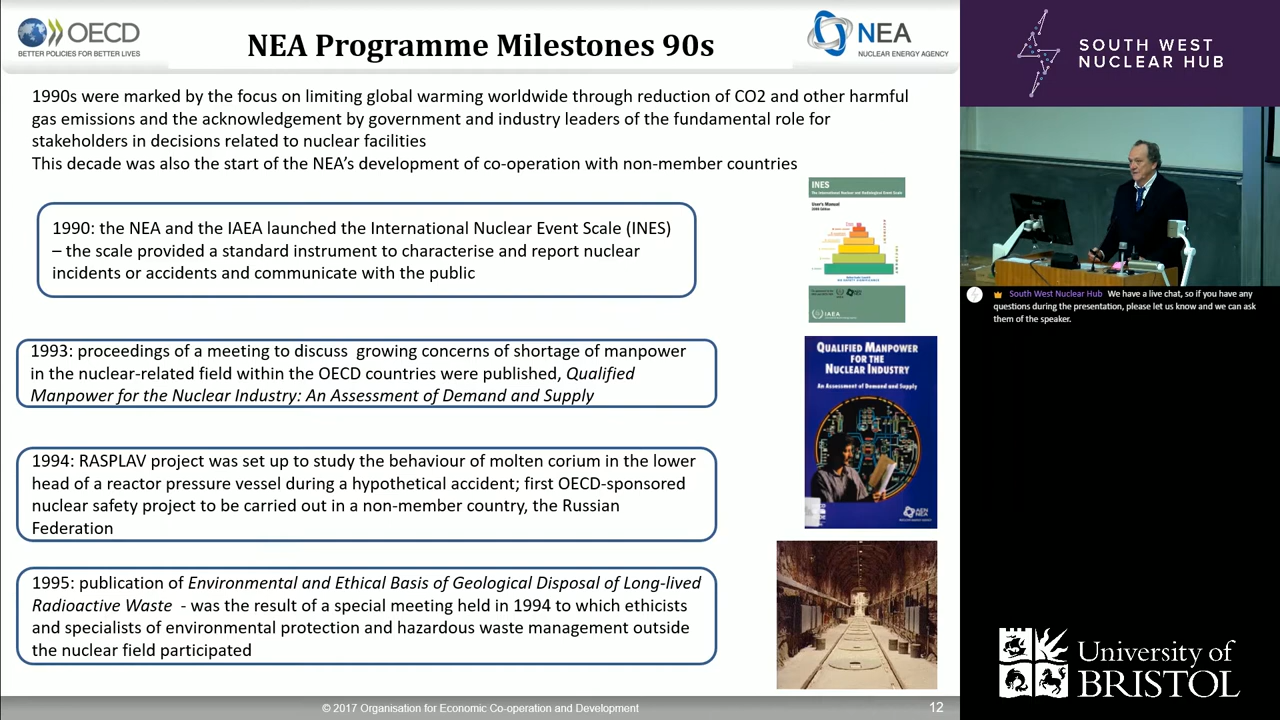 OECD
BETTER POLICIES FOR BETTER LIVES
NEA Programme Milestones 90s
NEA
NUCLEAR ENERGY AGENCY
1990s were marked by the focus on limiting global warming worldwide through reduction of CO2 and other harmful
gas emissions and the acknowledgement by government and industry leaders of the fundamental role for
stakeholders in decisions related to nuclear facilities
This decade was also the start of the NEA's development of co-operation with non-member countries
1990: the NEA and the IAEA launched the International Nuclear Event Scale (INES)
– the scale provided a standard instrument to characterise and report nuclear
incidents or accidents and communicate with the public
INES
The International Nuclear and Radiological Event Scale
User's Manual
2008 Edition
IAEA
1993: proceedings of a meeting to discuss growing concerns of shortage of manpower
in the nuclear-related field within the OECD countries were published, Qualified
Manpower for the Nuclear Industry: An Assessment of Demand and Supply
QUALIFIED MANPOWER
FOR THE
NUCLEAR INDUSTRY
An Assessment of Demand and Supply
AEN
NEA
1994: RASPLAV project was set up to study the behaviour of molten corium in the lower
head of a reactor pressure vessel during a hypothetical accident; first OECD-sponsored
nuclear safety project to be carried out in a non-member country, the Russian
Federation
1995: publication of Environmental and Ethical Basis of Geological Disposal of Long-lived
Radioactive Waste - was the result of a special meeting held in 1994 to which ethicists
and specialists of environmental protection and hazardous waste management outside
the nuclear field participated
© 2017 Organisation for Economic Co-operation and Development
12
SOUTH WEST
NUCLEAR HUB
South West Nuclear Hub We have a live chat, so if you have any
questions during the presentation, please let us know and we can ask
them of the speaker.
University of
BRISTOL